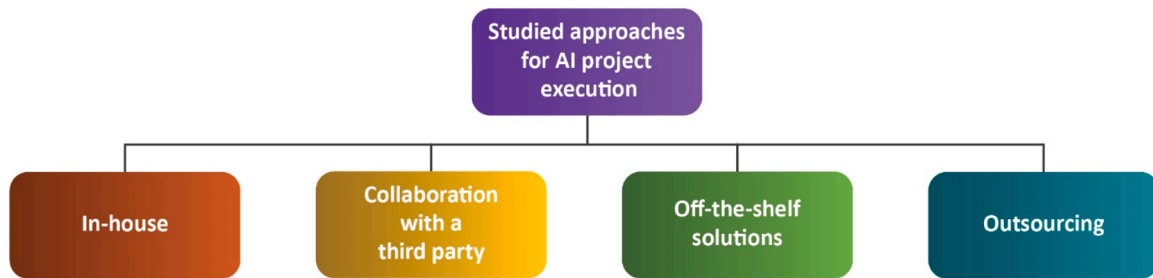 Studied approaches
for AI project
execution
In-house
Collaboration
with a
third party
Off-the-shelf
solutions
Outsourcing